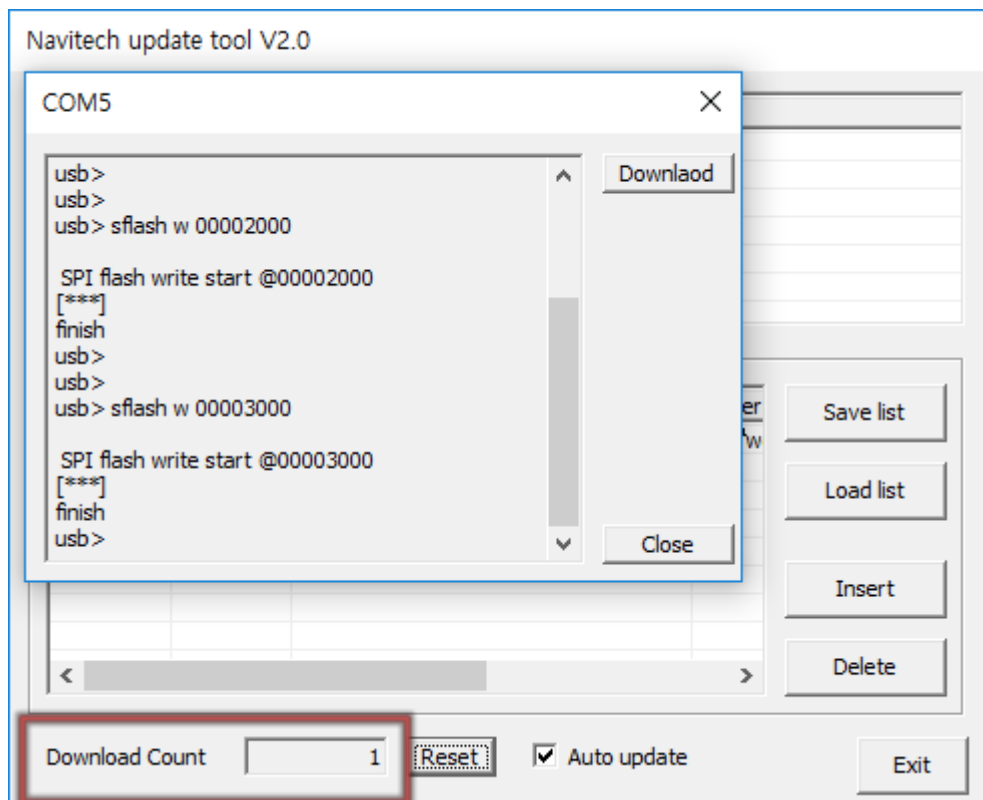 Navitech update tool V2.0
COM5
usb>
usb>
usb> sflash w 00002000
SPI flash write start @00002000
[***]
finish
usb>
usb>
usb> sflash w 00003000
SPI flash write start @00003000
[***]
finish
usb>
Downlaod
Close
Save list
Load list
Insert
Delete
Download Count
1
Reset
Auto update
Exit